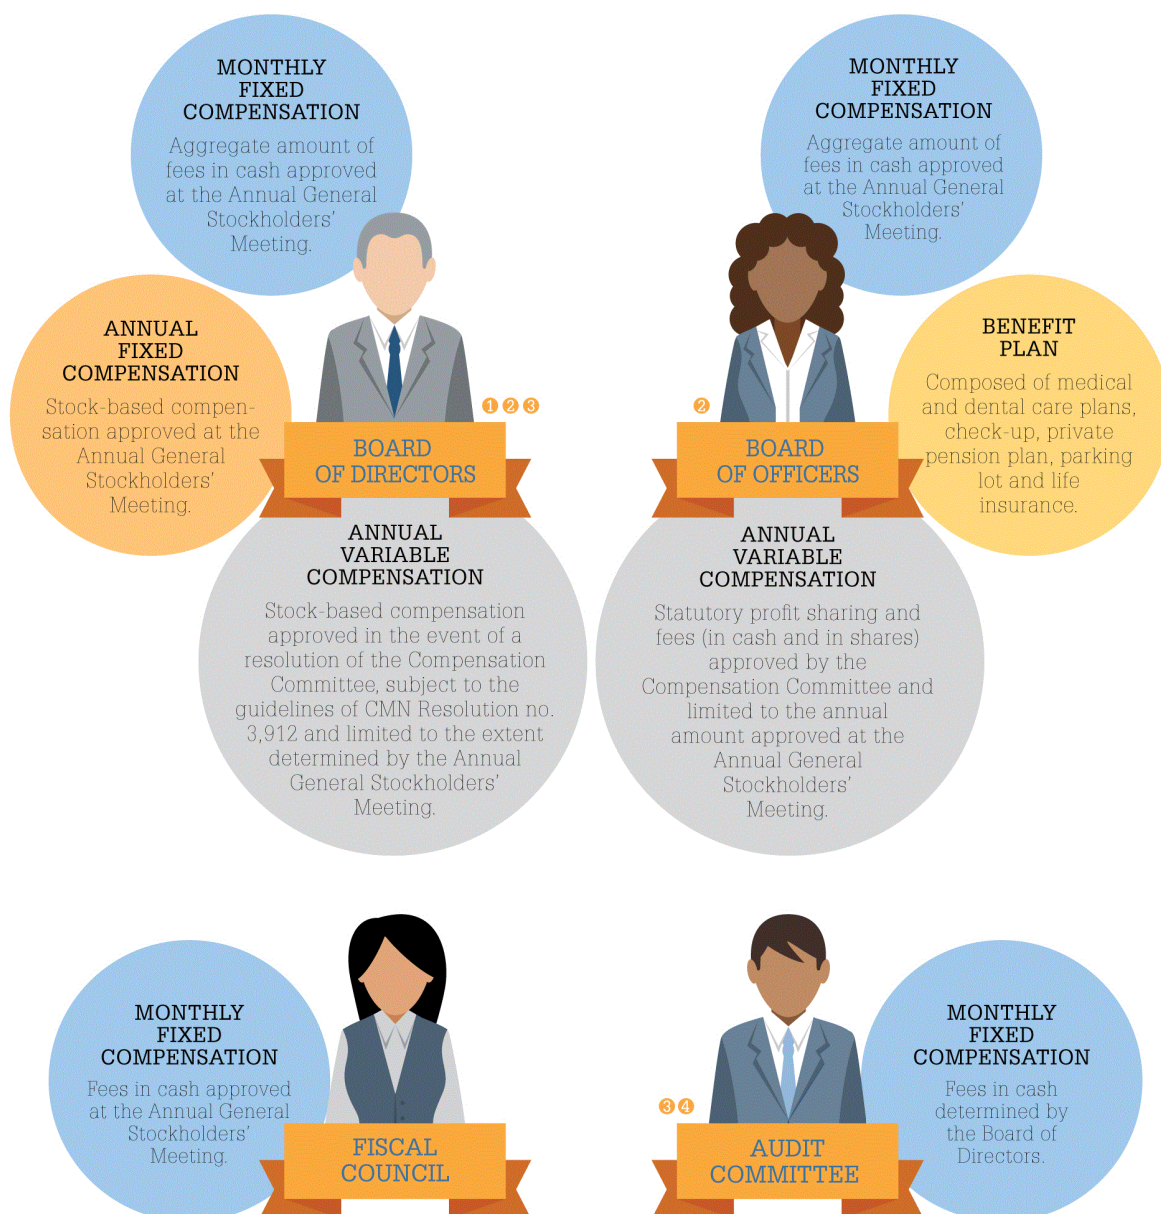 MONTHLY
FIXED
COMPENSATION
Aggregate amount of
fees in cash approved
at the Annual General
Stockholders’
Meeting.
ANNUAL
FIXED
COMPENSATION
Stock-based compen-
sation approved at the
Annual General
Stockholders’
Meeting.
1 2 3
BOARD
OF DIRECTORS
ANNUAL
VARIABLE
COMPENSATION
Stock-based compensation
approved in the event of a
resolution of the Compensation
Committee, subject to the
guidelines of CMN Resolution no.
3,912 and limited to the extent
determined by the Annual
General Stockholders’
Meeting.
MONTHLY
FIXED
COMPENSATION
Aggregate amount of
fees in cash approved
at the Annual General
Stockholders’
Meeting.
BENEFIT
PLAN
Composed of medical
and dental care plans,
check-up, private
pension plan, parking
lot and life
insurance.
2
BOARD
OF OFFICERS
ANNUAL
VARIABLE
COMPENSATION
Statutory profit sharing and
fees (in cash and in shares)
approved by the
Compensation Committee and
limited to the annual
amount approved at the
Annual General
Stockholders’
Meeting.
MONTHLY
FIXED
COMPENSATION
Fees in cash approved
at the Annual General
Stockholders’
Meeting.
FISCAL
COUNCIL
3 4
AUDIT
COMMITTEE
MONTHLY
FIXED
COMPENSATION
Fees in cash
determined by
the Board of
Directors.